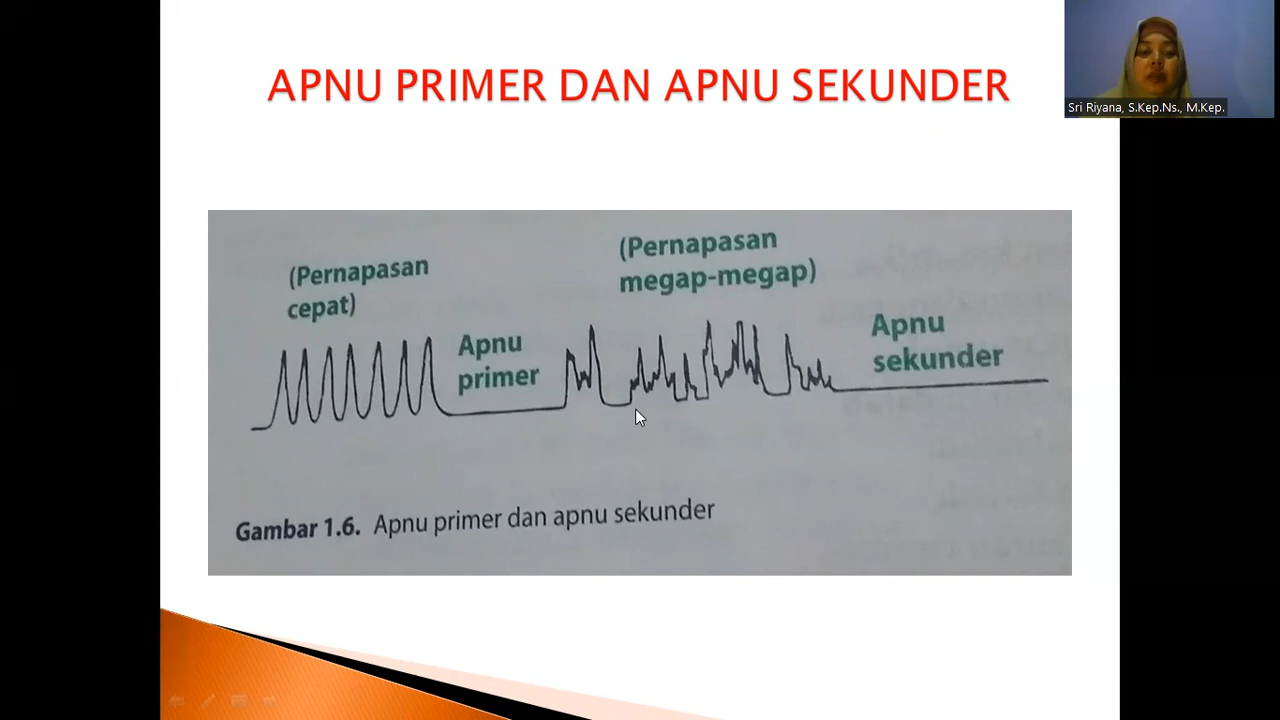 APNU PRIMER DAN APNU SEKUNDER
Sri Riyana, S.Kep.Ns., M.Kep.
(Pernapasan
cepat)
Apnu
primer
(Pernapasan
megap-megap)
Apnu
sekunder
Gambar 1.6. Apnu primer dan apnu sekunder